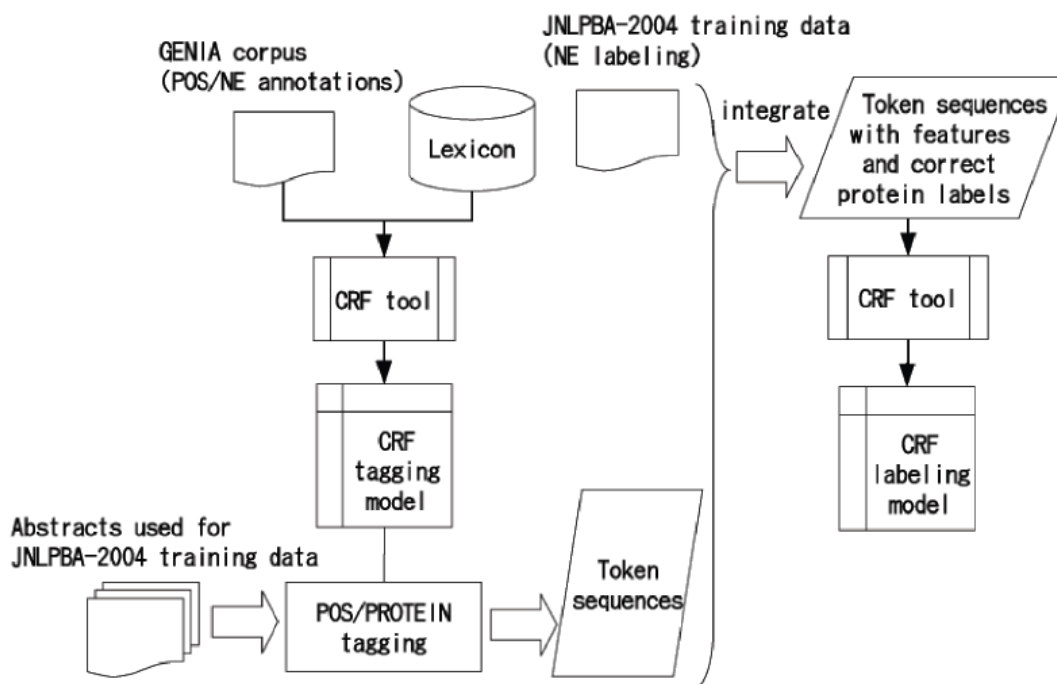 GENIA corpus
(POS/NE annotations)
Lexicon
CRF tool
CRF
tagging
model
Abstracts used for
JNLPBA-2004 training data
POS/PROTEIN
tagging
Token
sequences
JNLPBA-2004 training data
(NE labeling)
integrate
Token sequences
with features
and correct
protein labels
CRF tool
CRF
labeling
model